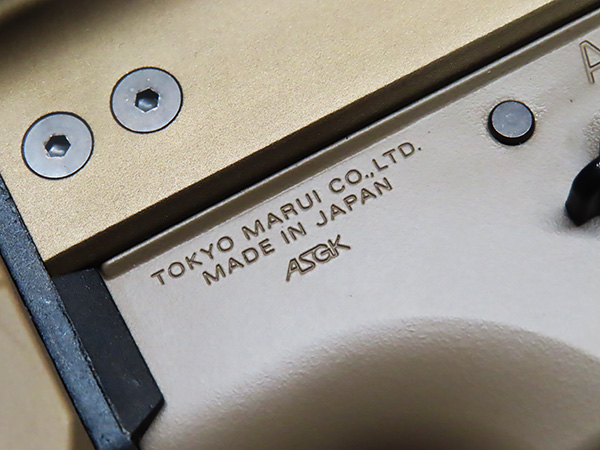 TOKYO MARUI CO.,LTD.
MADE IN JAPAN
ASGK
A